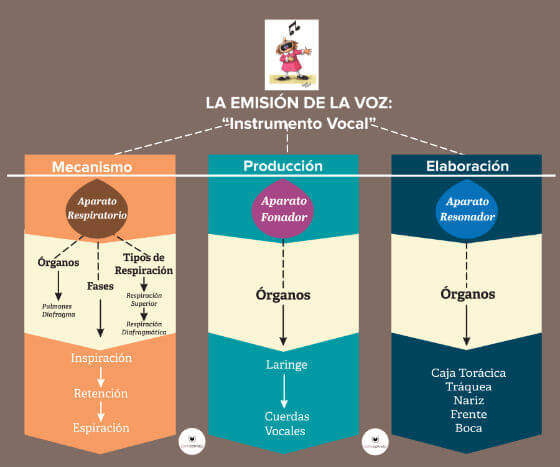 LA EMISIÓN DE LA VOZ:
“Instrumento Vocal”
Mecanismo
Aparato
Respiratorio
Órganos
Pulmones
Diafragma
Fases
Tipos de
Respiración
Respiración
Superior
Respiración
Diafragmática
Inspiración
Retención
Espiración
Producción
Aparato
Fonador
Órganos
Laringe
Cuerdas
Vocales
Elaboración
Aparato
Resonador
Órganos
Caja Torácica
Tráquea
Nariz
Frente
Boca